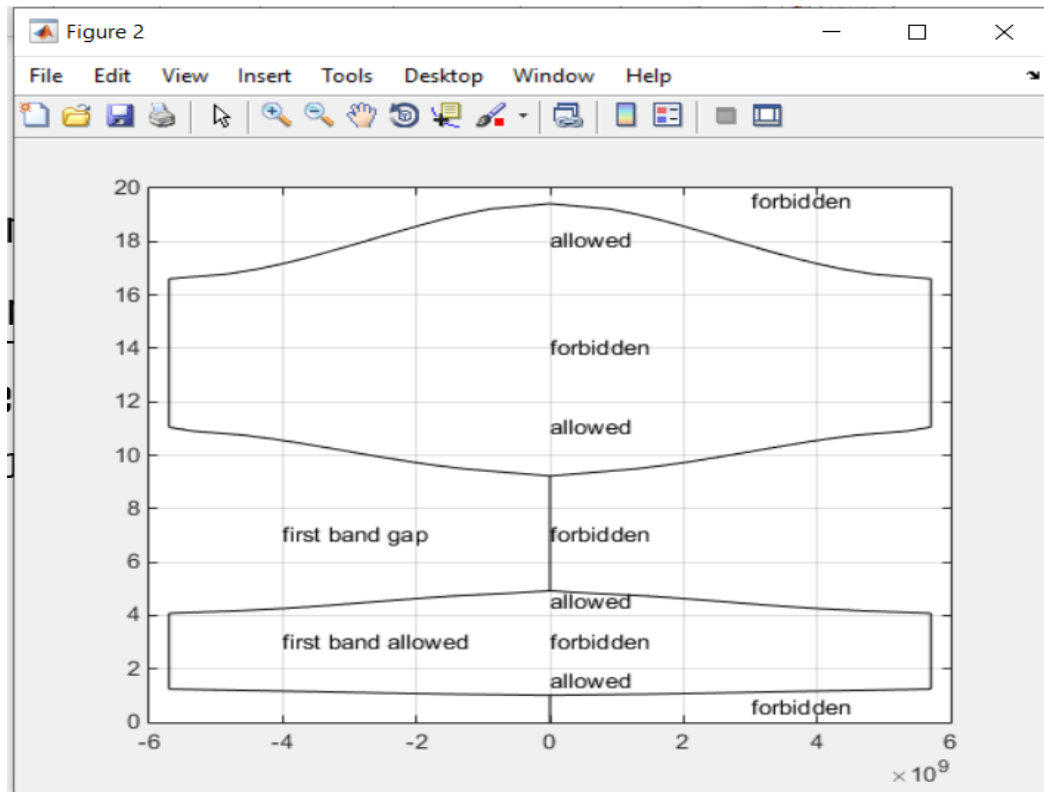 Figure 2
File Edit View Insert Tools Desktop Window Help
20
forbidden
18
allowed
16
14
forbidden
12
allowed
10
8
first band gap forbidden
6
4
allowed
first band allowed forbidden
2
allowed
forbidden
0
-6 -4 -2 0 2 4 6
× 10⁹